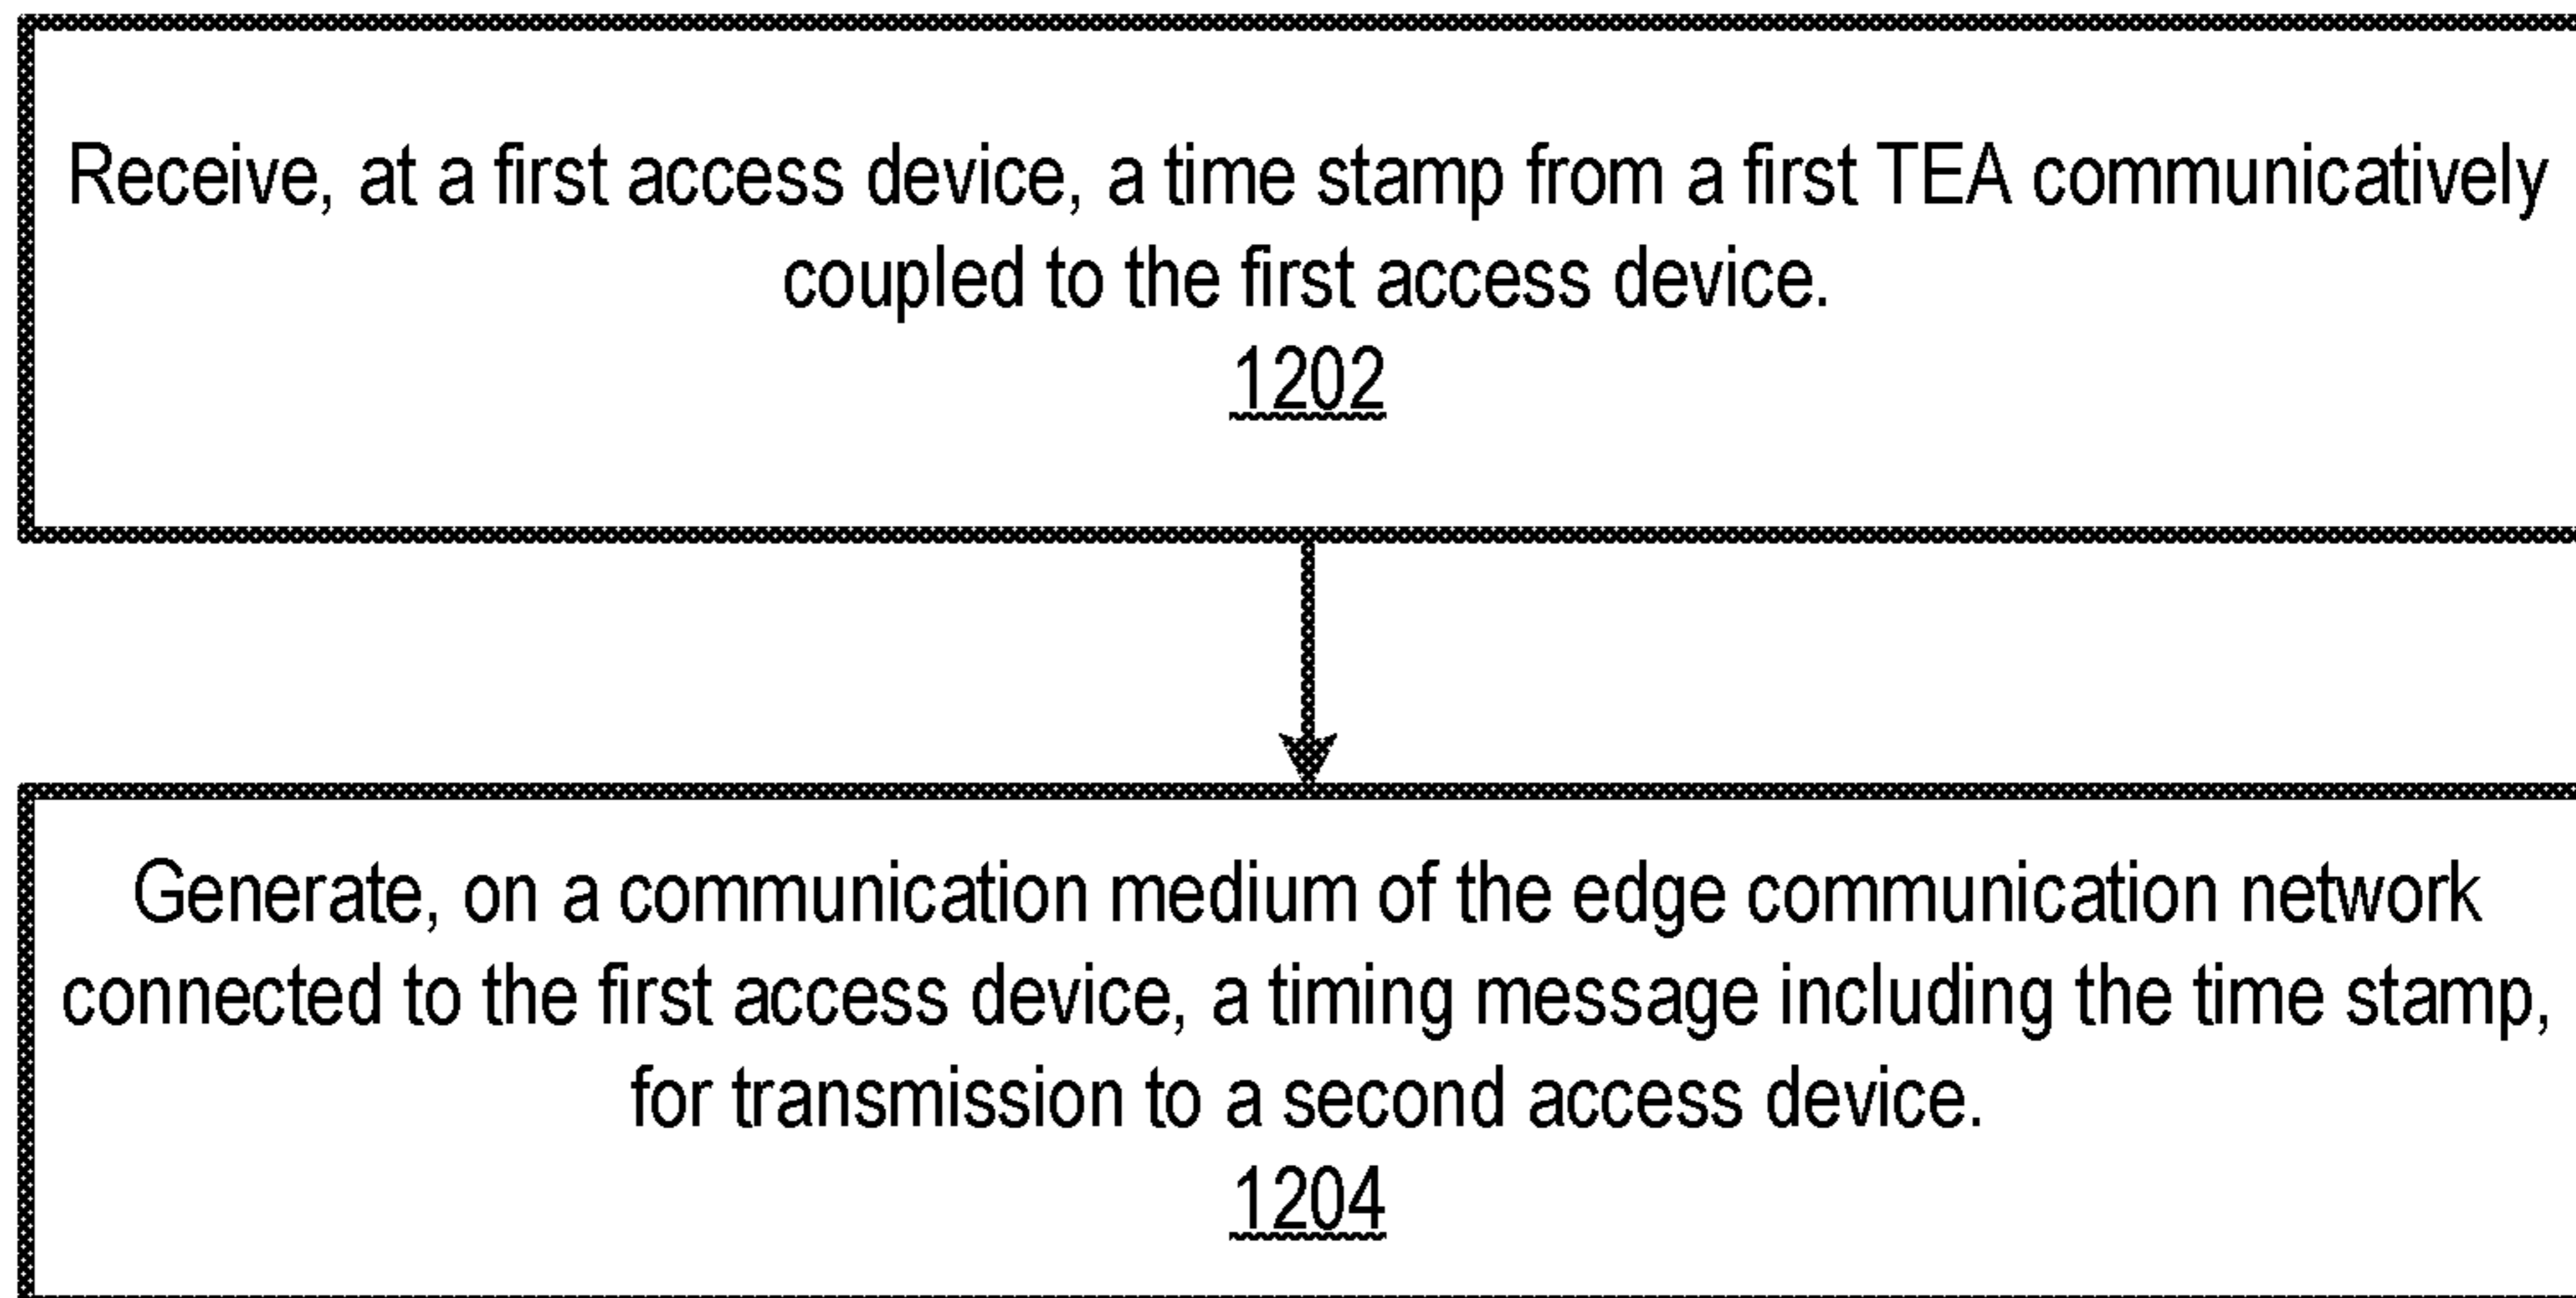 Receive, at a first access device, a time stamp from a first TEA communicatively
coupled to the first access device.
1202
Generate, on a communication medium of the edge communication network
connected to the first access device, a timing message including the time stamp,
for transmission to a second access device.
1204